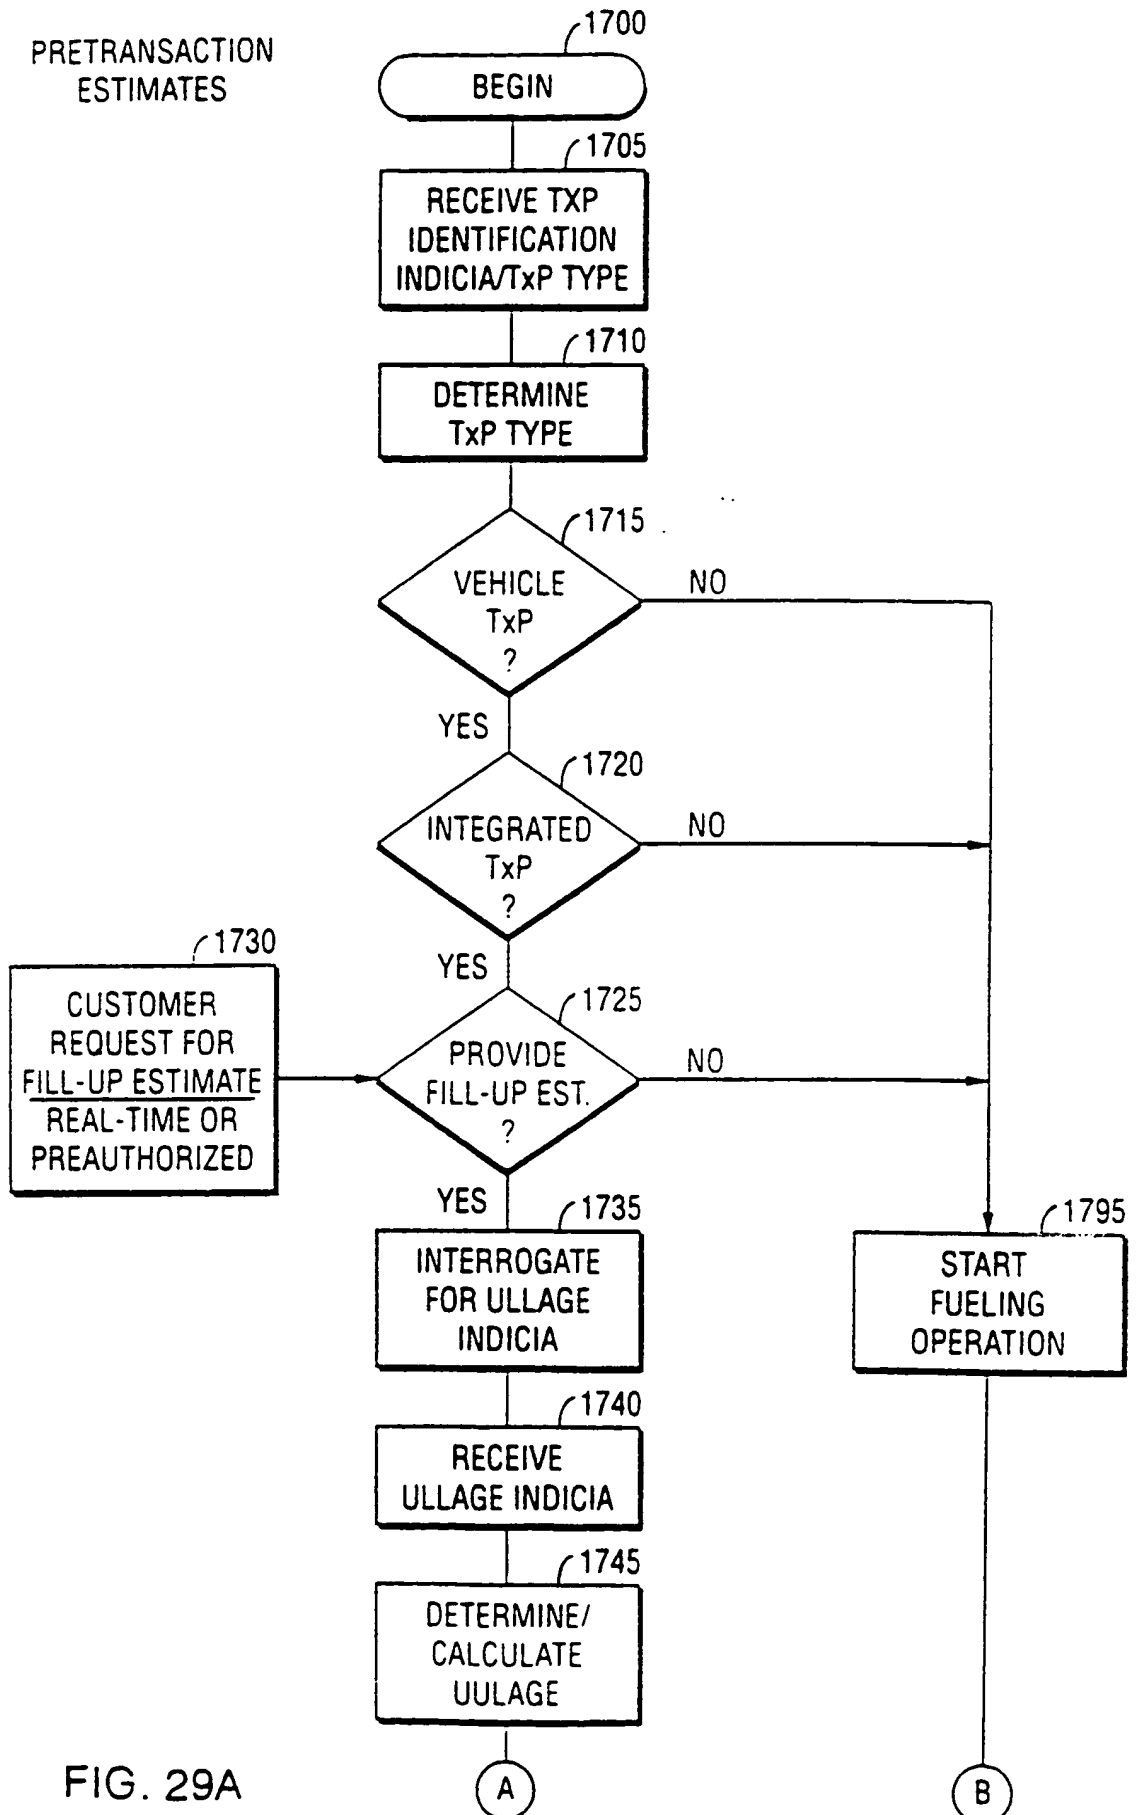 PRETRANSACTION
ESTIMATES
1700
BEGIN
1705
RECEIVE TXP
IDENTIFICATION
INDICIA/TxP TYPE
1710
DETERMINE
TxP TYPE
1715
VEHICLE
TxP
?
NO
YES
1720
INTEGRATED
TxP
?
NO
YES
1730
CUSTOMER
REQUEST FOR
FILL-UP ESTIMATE
REAL-TIME OR
PREAUTHORIZED
1725
PROVIDE
FILL-UP EST.
?
NO
YES
1735
INTERROGATE
FOR ULLAGE
INDICIA
1795
START
FUELING
OPERATION
1740
RECEIVE
ULLAGE INDICIA
1745
DETERMINE/
CALCULATE
UULAGE
FIG. 29A
A
B